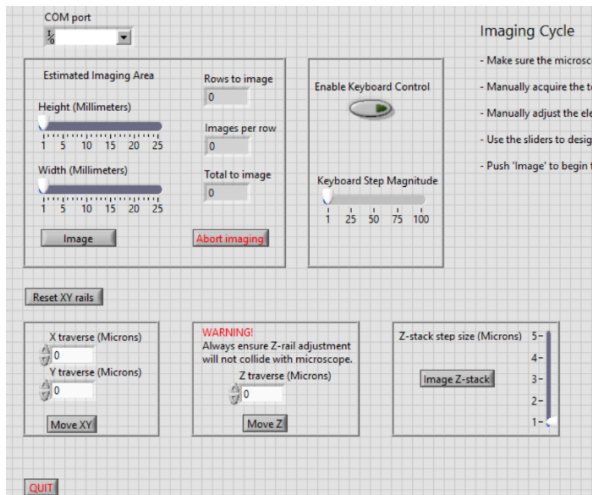 COM port
Imaging Cycle
Estimated Imaging Area
Rows to image
0
Height (Millimeters)
1 5 10 15 20 25
Images per row
0
Width (Millimeters)
1 5 10 15 20 25
Total to image
0
Image
Abort imaging
Enable Keyboard Control
Keyboard Step Magnitude
1 25 50 75 100
- Make sure the
- Manually acquire the
- Manually adjust the
- Use the sliders to
- Push 'Image' to begin
Reset XY rails
X traverse (Microns)
0
Y traverse (Microns)
0
Move XY
WARNING!
Always ensure Z-rail adjustment
will not collide with microscope.
Z traverse (Microns)
0
Move Z
Z-stack step size (Microns)
5-
4-
3-
2-
1-
Image Z-stack
QUIT